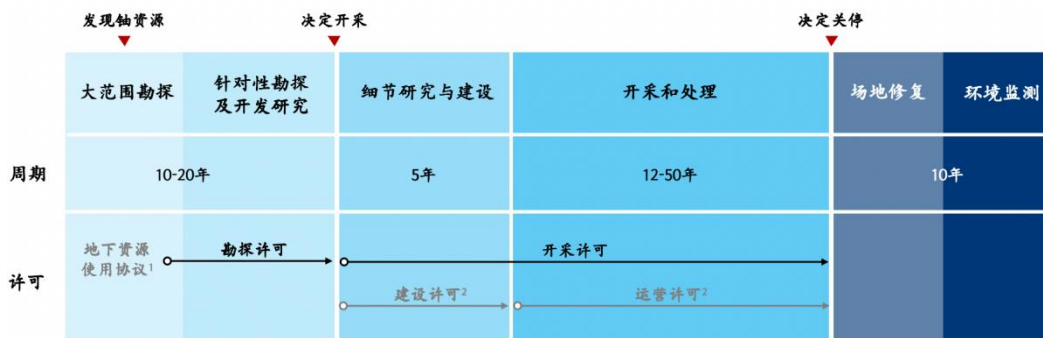 发现铀资源
决定开采
决定关停
大范围勘探
针对性勘探
及开发研究
细节研究与建设
开采和处理
场地修复
环境监测
周期
10-20年
5年
12-50年
10年
许可
地下资源
使用协议1
勘探许可
开采许可
建设许可2
运营许可2